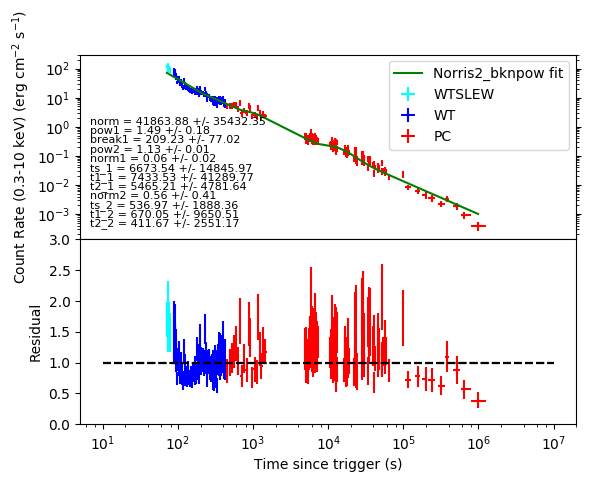 Count Rate (0.3-10 keV) (erg cm⁻² s⁻¹)
10²
10¹
10⁰
10⁻¹
10⁻²
10⁻³
Norris2_bknpow fit
WTSLEW
WT
PC
norm = 41863.88 +/- 35432.35
pow1 = 1.49 +/- 0.18
break1 = 209.23 +/- 77.02
pow2 = 1.13 +/- 0.01
norm1 = 0.06 +/- 0.02
ts_1 = 6673.54 +/- 14845.97
t1_1 = 7433.53 +/- 41289.77
t2_1 = 5465.21 +/- 4781.64
norm2 = 0.56 +/- 0.41
ts_2 = 536.97 +/- 1888.36
t1_2 = 670.05 +/- 9650.51
t2_2 = 411.67 +/- 2551.17
Residual
3.0
2.5
2.0
1.5
1.0
0.5
0.0
10¹ 10² 10³ 10⁴ 10⁵ 10⁶ 10⁷
Time since trigger (s)